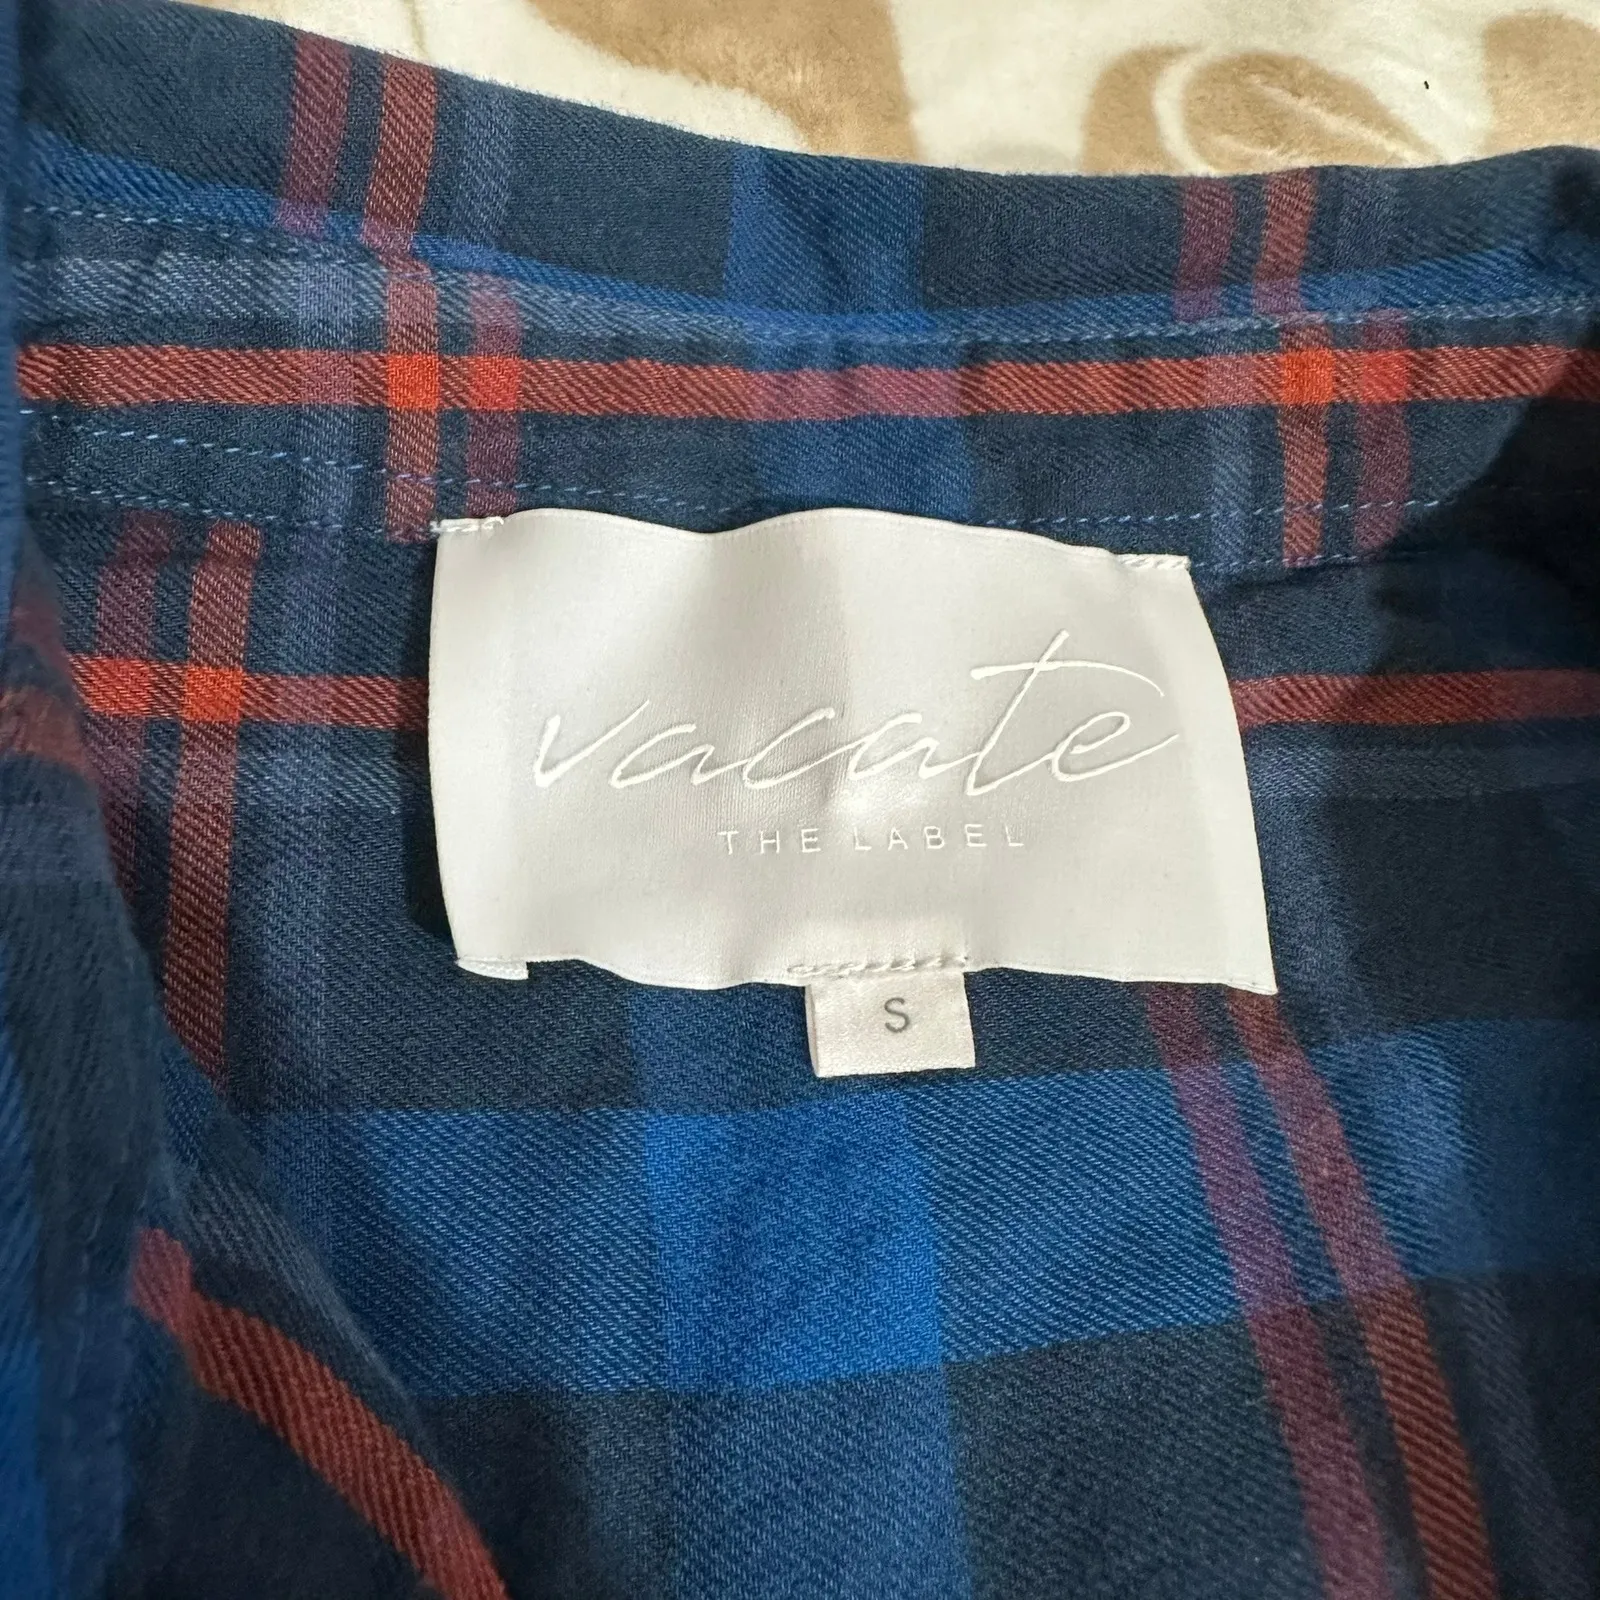 vacate
THE LABEL
S